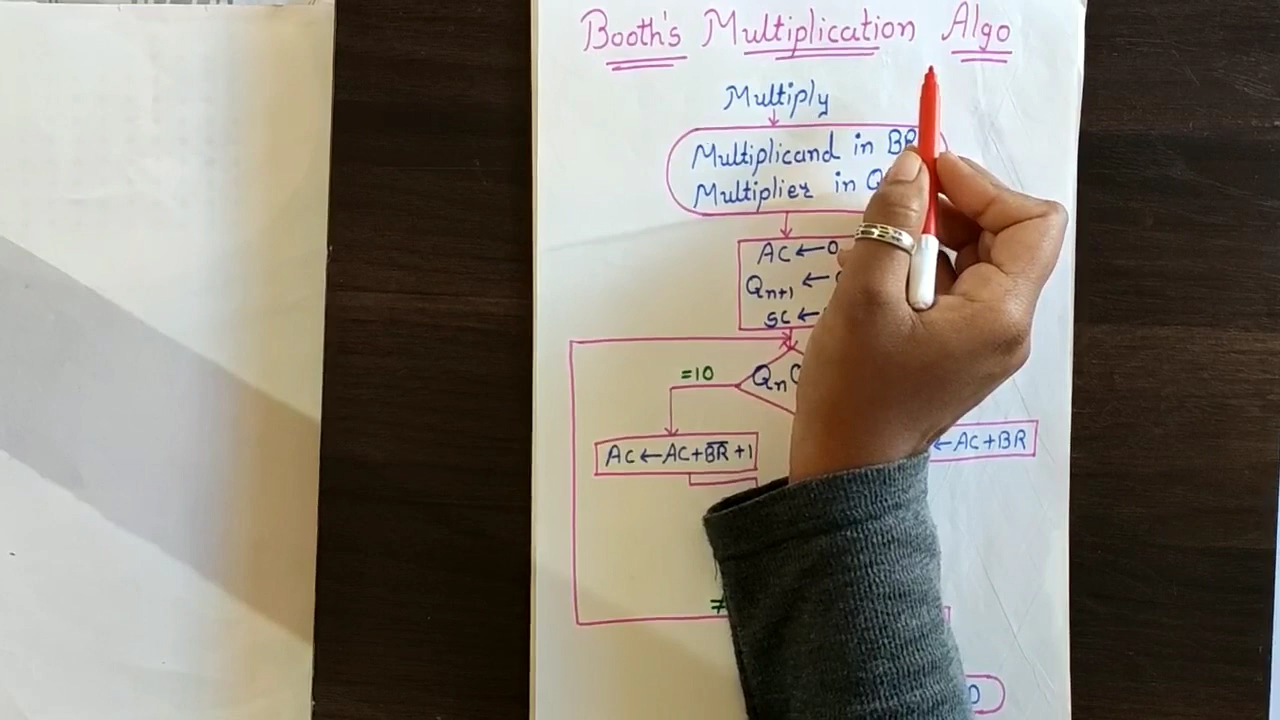 Booth's Multiplication Algo
Multiply
Multiplicand in BR
Multiplier in Q
AC ← 0
Qn+1 ←
SC ←
=10
Qn
AC ← AC + B̅R̅ + 1
← AC + BR
≠